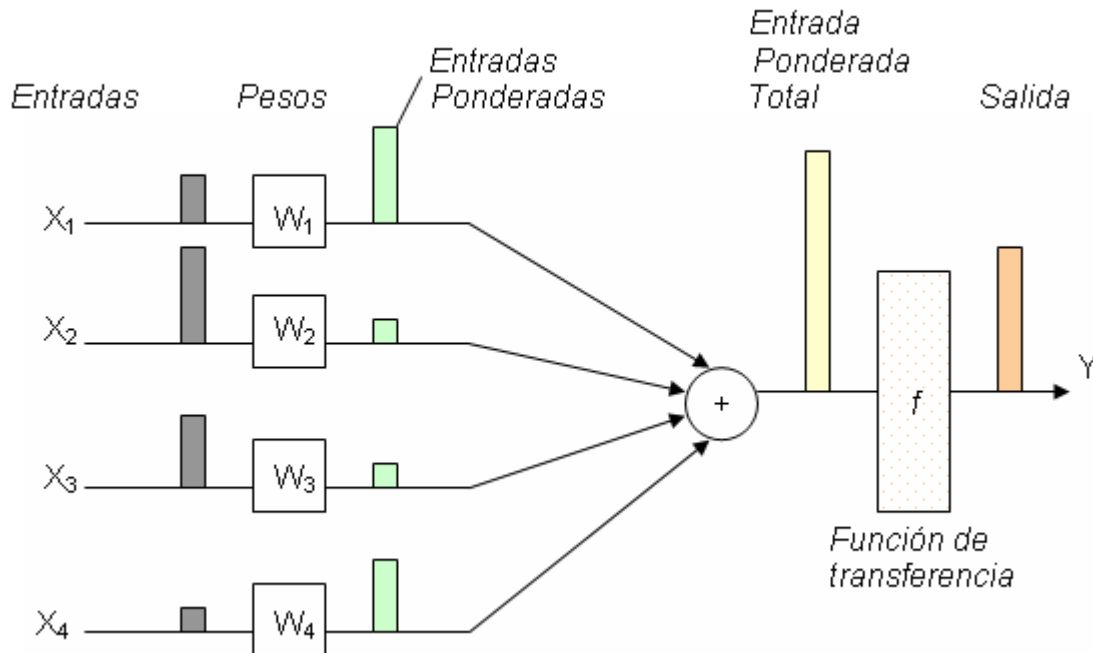 Entradas
Pesos
Entradas
Ponderadas
Entrada
Ponderada
Total
Salida
X₁
W₁
X₂
W₂
X₃
W₃
X₄
W₄
+
f
Y
Función de
transferencia